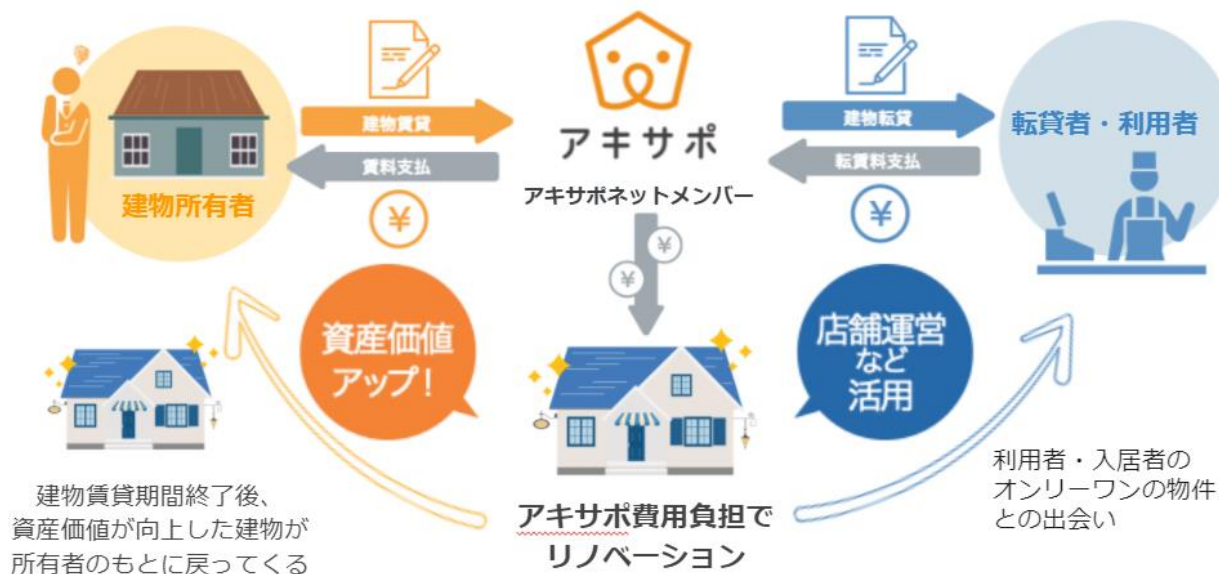 建物賃貸
賃料支払
¥
建物所有者
アキサポ
アキサポネットメンバー
¥
¥
建物転貸
転賃料支払
¥
転貸者・利用者
資産価値
アップ！
店舗運営
など
活用
建物賃貸期間終了後、
資産価値が向上した建物が
所有者のもとに戻ってくる
アキサポ費用負担で
リノベーション
利用者・入居者の
オンリーワンの物件
との出会い